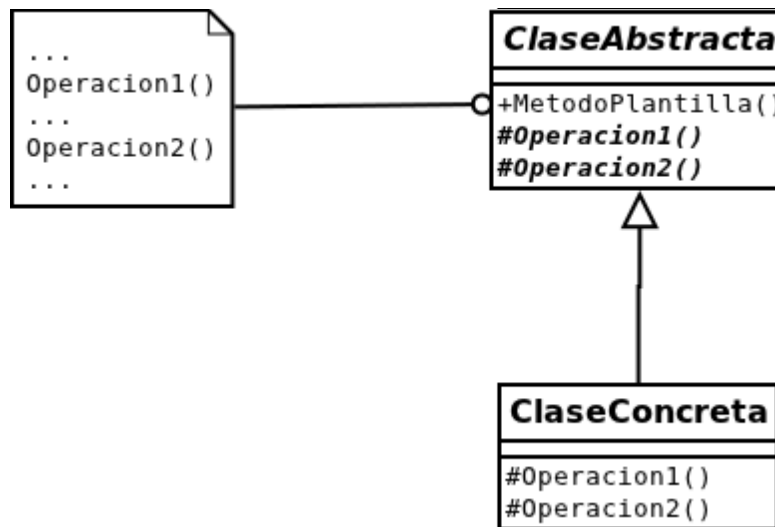 ...
Operacion1()
...
Operacion2()
...
ClaseAbstracta
+MetodoPlantilla()
#Operacion1()
#Operacion2()
ClaseConcreta
#Operacion1()
#Operacion2()